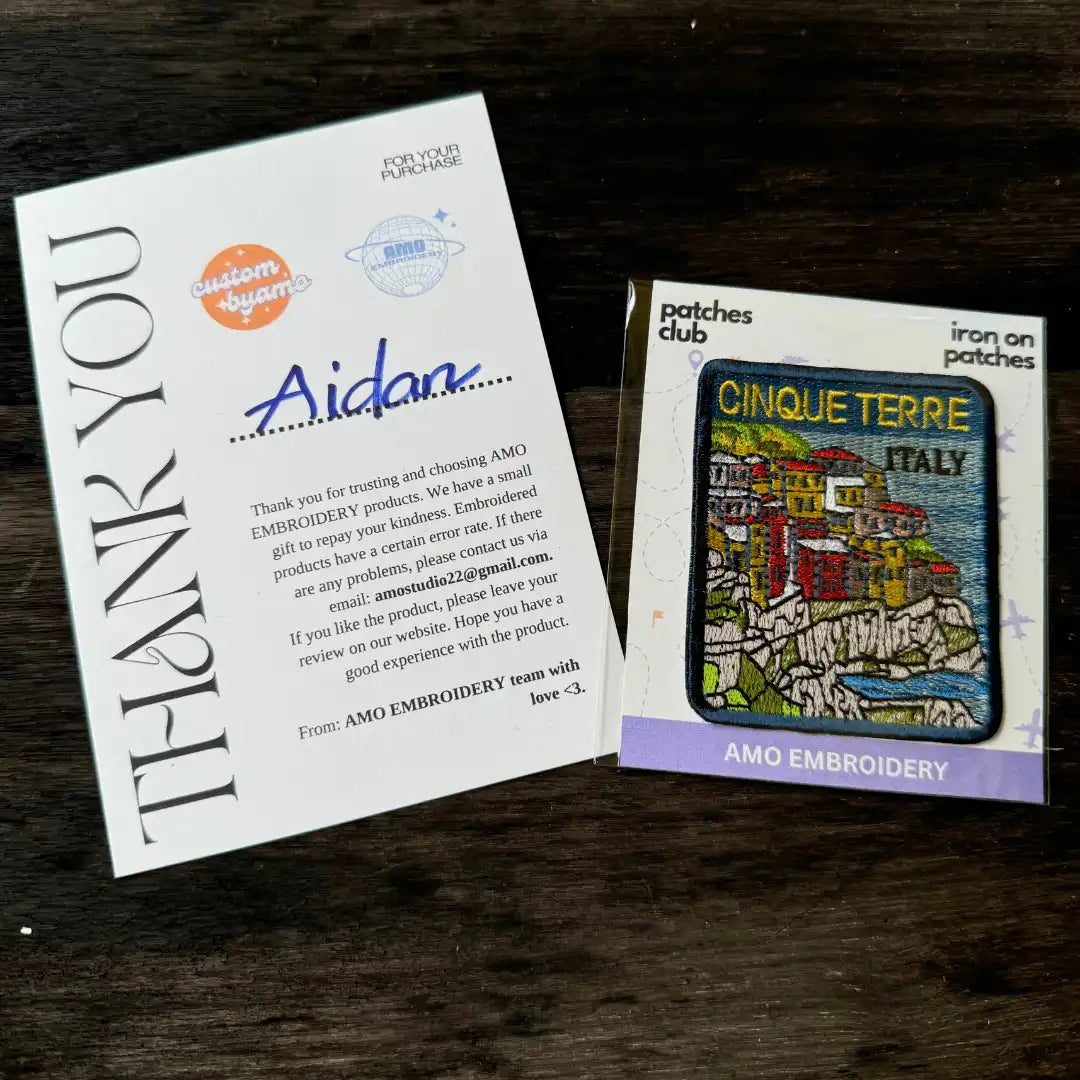 THANK YOU
FOR YOUR
PURCHASE
custom
byamo
AMO
EMBROIDERY
Aidan
Thank you for trusting and choosing AMO
EMBROIDERY products. We have a small
gift to repay your kindness. Embroidered
products have a certain error rate. If there
are any problems, please contact us via
email: amostudio22@gmail.com.
If you like the product, please leave your
review on our website. Hope you have a
good experience with the product.
From: AMO EMBROIDERY team with
love <3.
patches
club
iron on
patches
CINQUE TERRE
ITALY
AMO EMBROIDERY